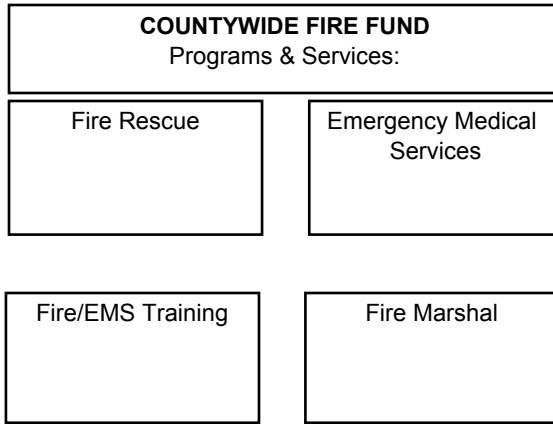 COUNTYWIDE FIRE FUND
Programs & Services:
Fire Rescue
Emergency Medical
Services
Fire/EMS Training
Fire Marshal